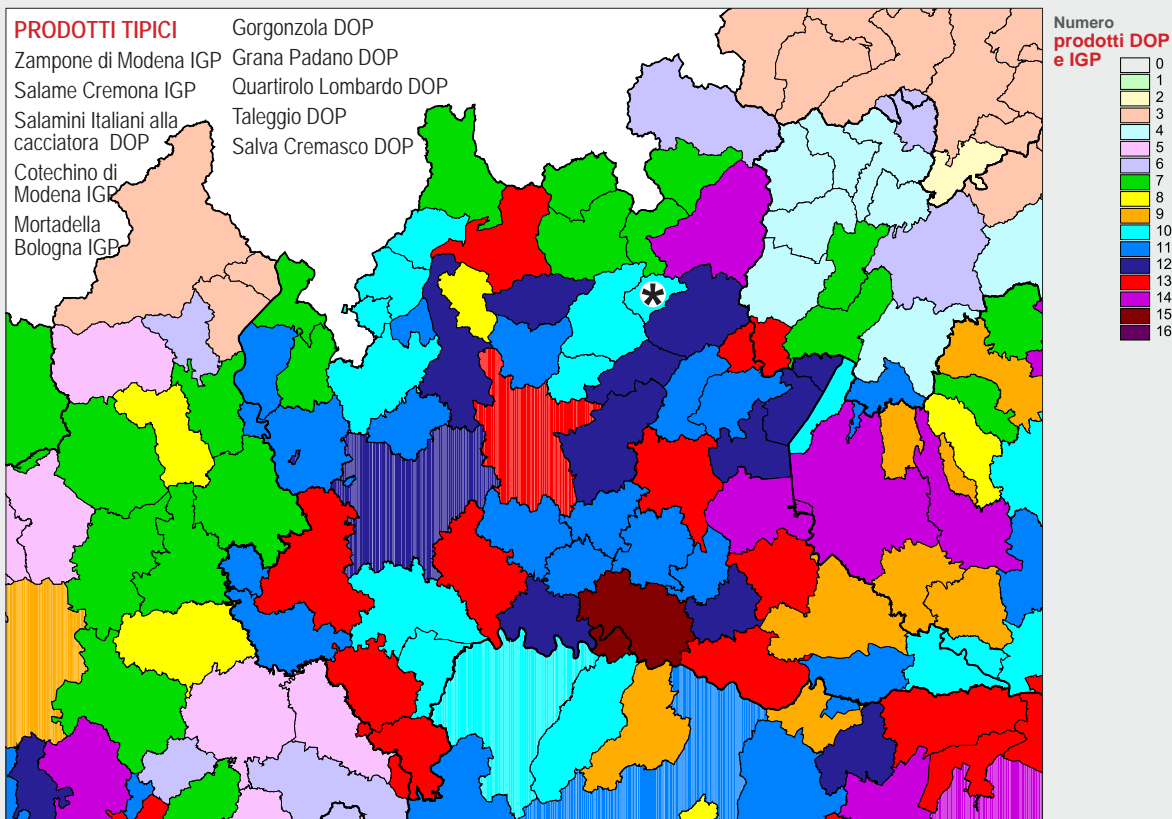 PRODOTTI TIPICI
Zampone di Modena IGP
Salame Cremona IGP
Salamini Italiani alla
cacciatora DOP
Cotechino di
Modena IGP
Mortadella
Bologna IGP
Gorgonzola DOP
Grana Padano DOP
Quartirolo Lombardo DOP
Taleggio DOP
Salva Cremasco DOP
*
Numero
prodotti DOP
e IGP
0
1
2
3
4
5
6
7
8
9
10
11
12
13
14
15
16